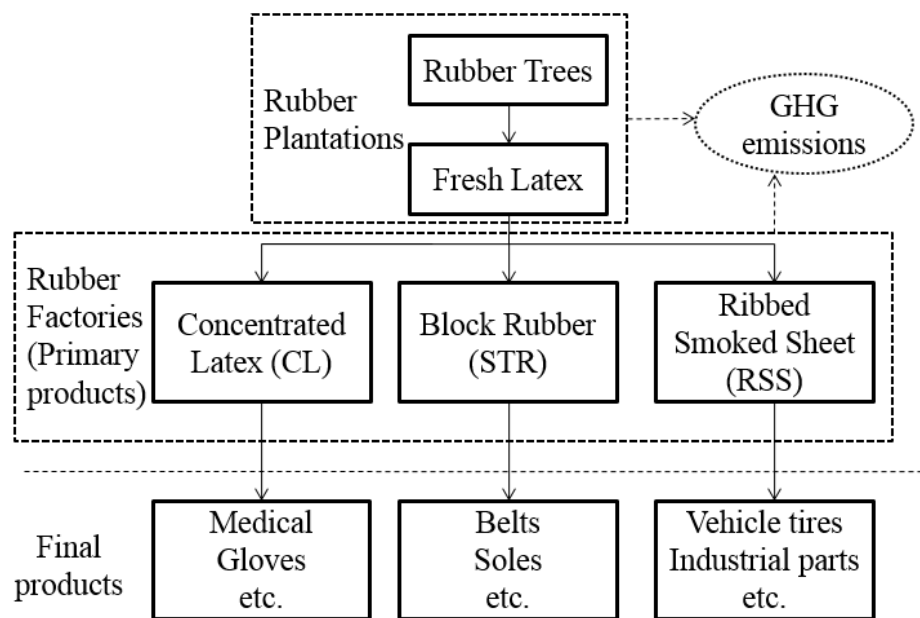 Rubber Trees
Rubber
Plantations
Fresh Latex
GHG
emissions
Rubber
Factories
(Primary
products)
Concentrated
Latex (CL)
Block Rubber
(STR)
Ribbed
Smoked Sheet
(RSS)
Final
products
Medical
Gloves
etc.
Belts
Soles
etc.
Vehicle tires
Industrial parts
etc.